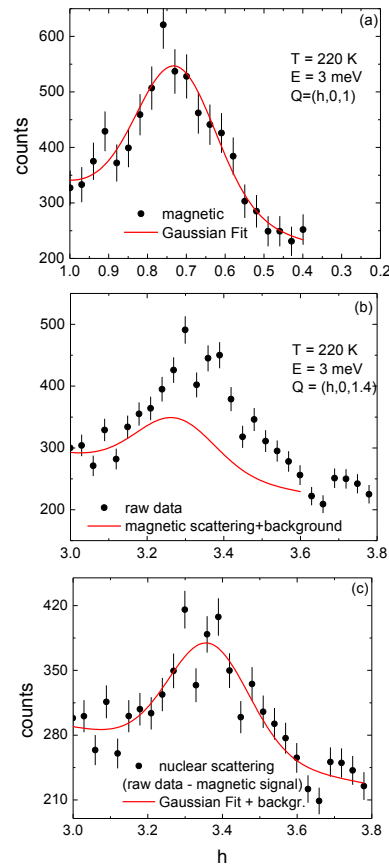 (a)
600
500
400
300
200
counts
T = 220 K
E = 3 meV
Q=(h,0,1)
magnetic
Gaussian Fit
1.0 0.9 0.8 0.7 0.6 0.5 0.4 0.3 0.2
(b)
500
400
300
200
T = 220 K
E = 3 meV
Q = (h,0,1.4)
raw data
magnetic scattering+background
3.0 3.2 3.4 3.6 3.8
(c)
420
350
280
210
counts
nuclear scattering
(raw data - magnetic signal)
Gaussian Fit + backgr.
3.0 3.2 3.4 3.6 3.8
h